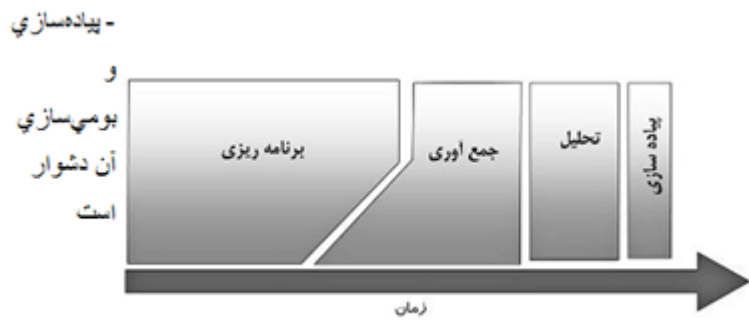 - پیاده‌سازي
و
بومي‌سازي
آن دشوار
است
برنامه ریزی
جمع آوری
تحلیل
پیاده سازی
زمان